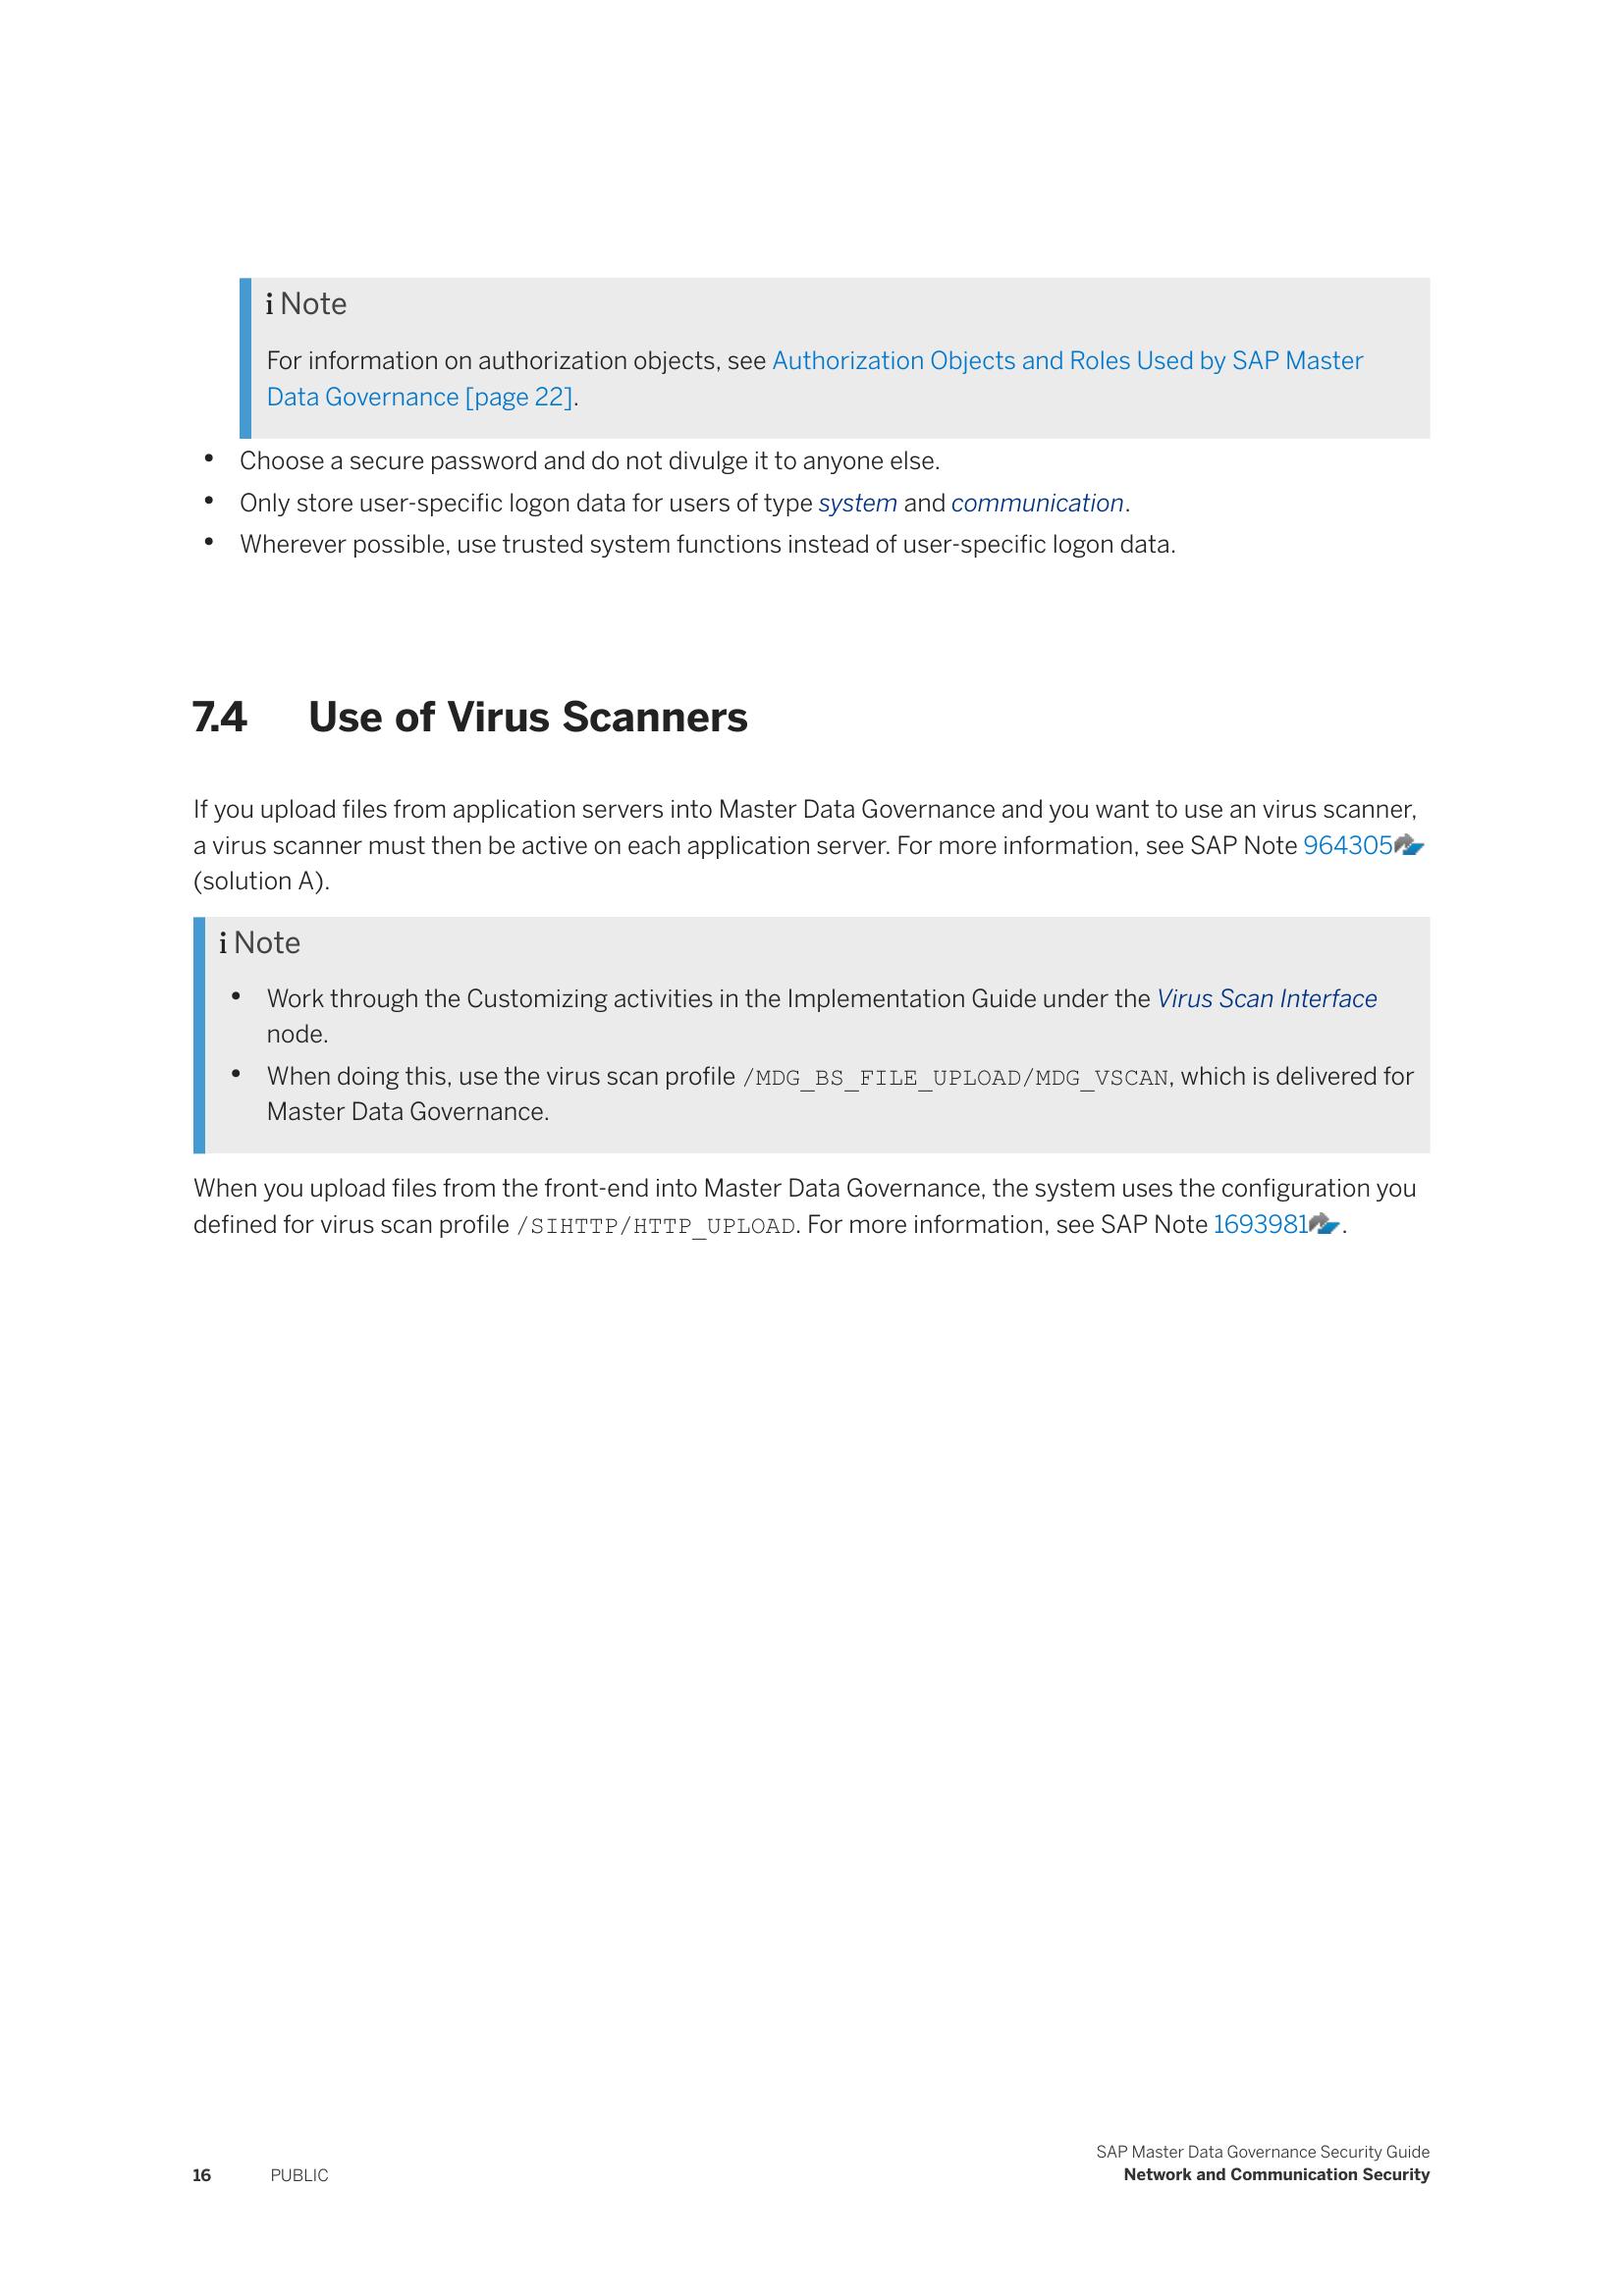 i Note
For information on authorization objects, see Authorization Objects and Roles Used by SAP Master
Data Governance [page 22].
• Choose a secure password and do not divulge it to anyone else.
• Only store user-specific logon data for users of type system and communication.
• Wherever possible, use trusted system functions instead of user-specific logon data.
7.4 Use of Virus Scanners
If you upload files from application servers into Master Data Governance and you want to use an virus scanner,
a virus scanner must then be active on each application server. For more information, see SAP Note 964305
(solution A).
i Note
• Work through the Customizing activities in the Implementation Guide under the Virus Scan Interface
node.
• When doing this, use the virus scan profile /MDG_BS_FILE_UPLOAD/MDG_VSCAN, which is delivered for
Master Data Governance.
When you upload files from the front-end into Master Data Governance, the system uses the configuration you
defined for virus scan profile /SIHTTP/HTTP_UPLOAD. For more information, see SAP Note 1693981.
SAP Master Data Governance Security Guide
16 PUBLIC Network and Communication Security